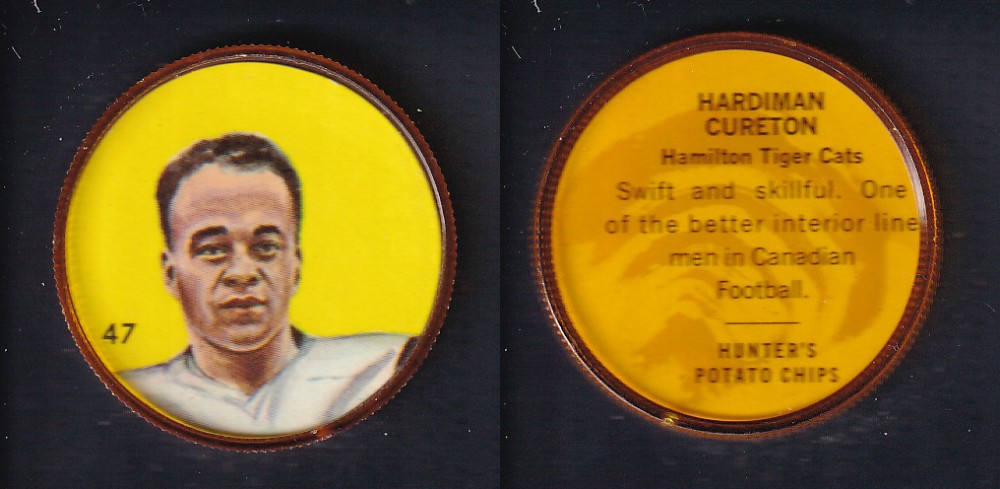 47
HARDIMAN
CURETON
Hamilton Tiger Cats
Swift and skillful. One
of the better interior line
men in Canadian
Football.
HUNTER'S
POTATO CHIPS